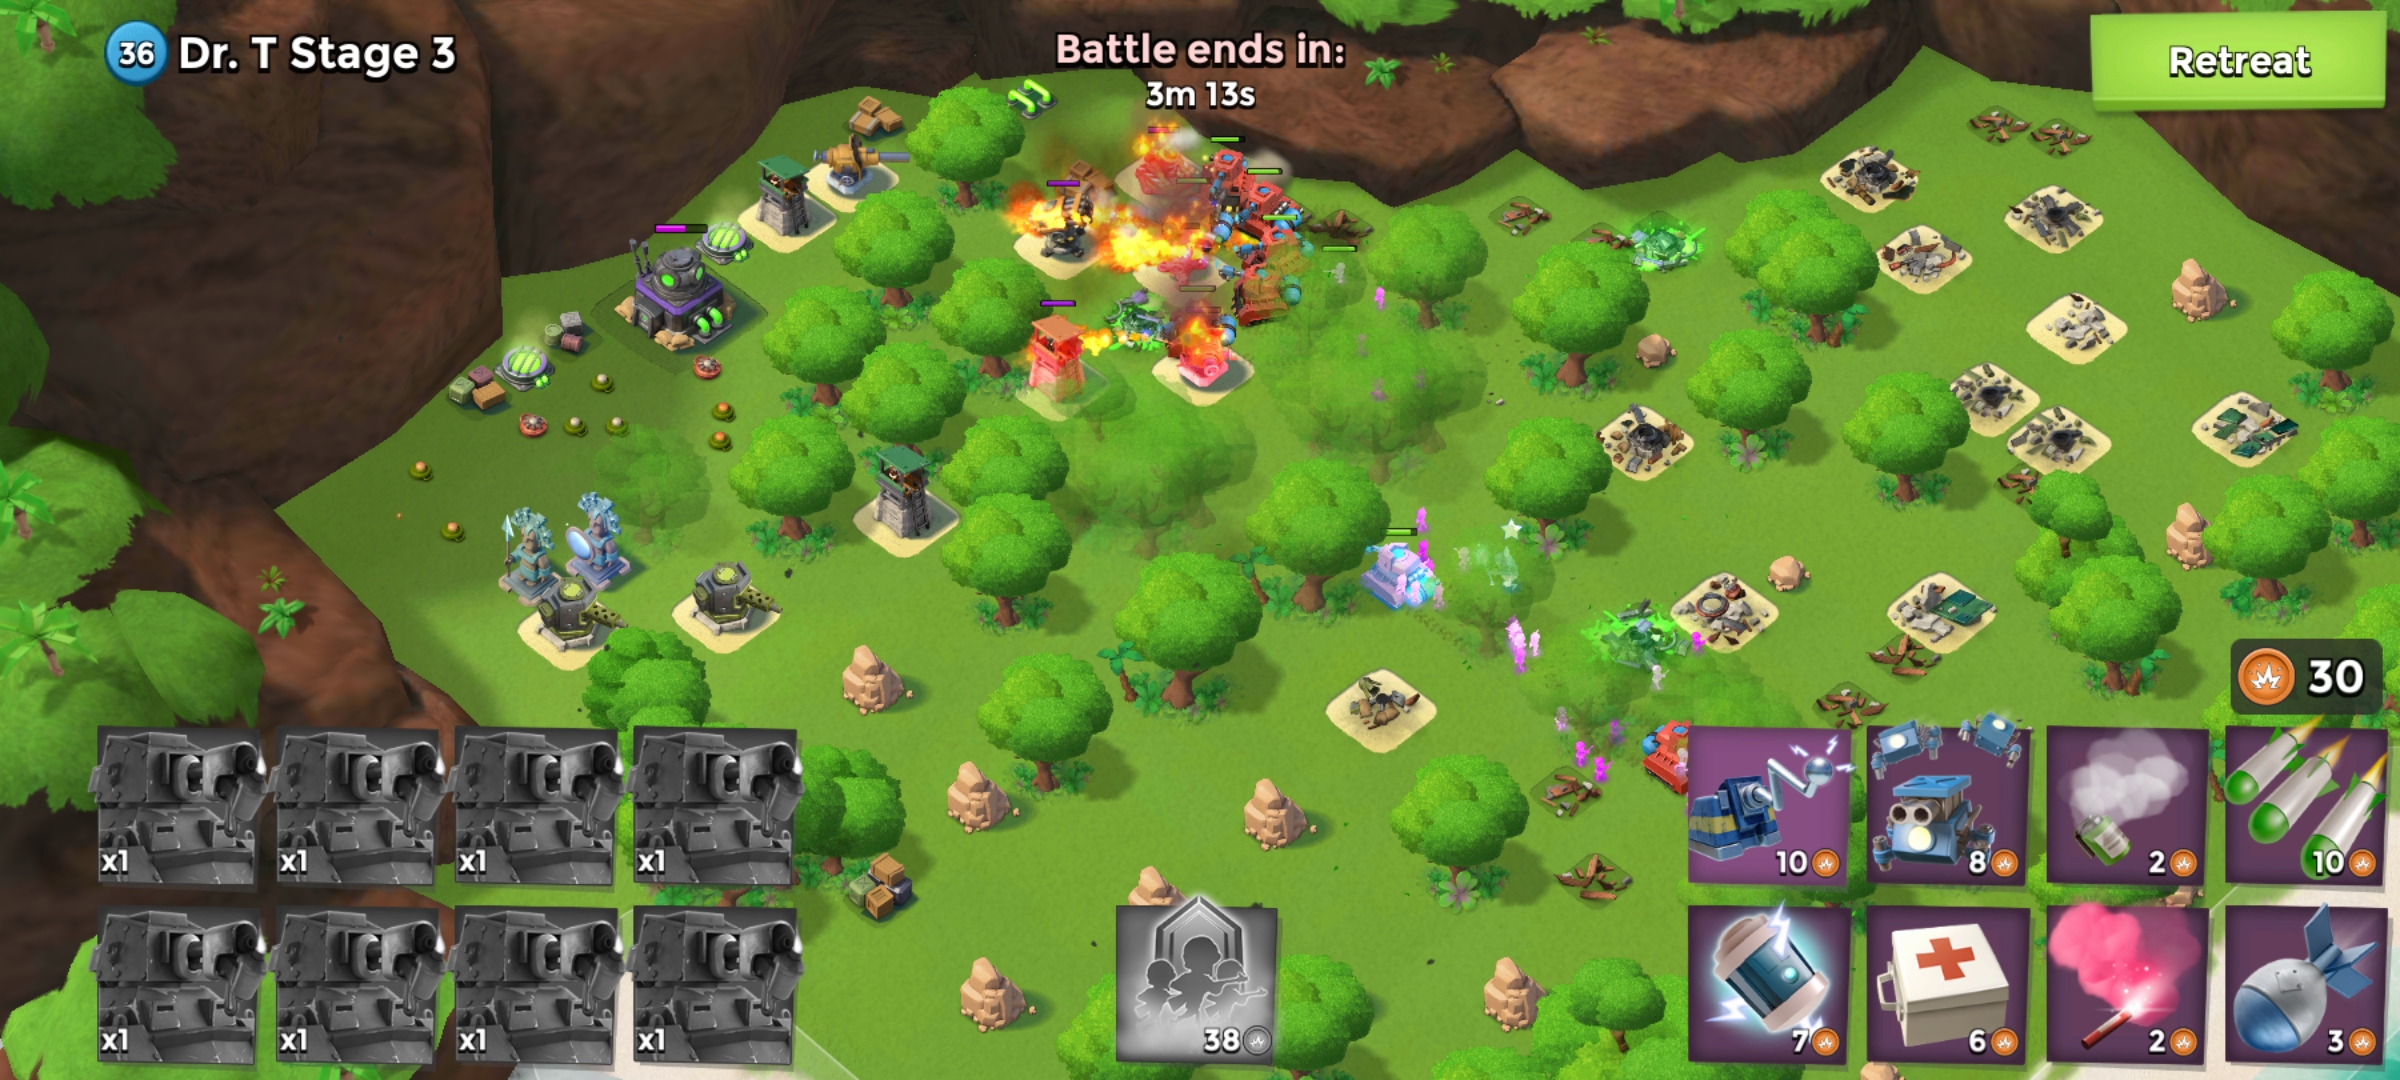 36 Dr. T Stage 3
Battle ends in:
3m 13s
Retreat
30
x1 x1 x1 x1
10 8 2 10
x1 x1 x1 x1
38
7 6 2 3